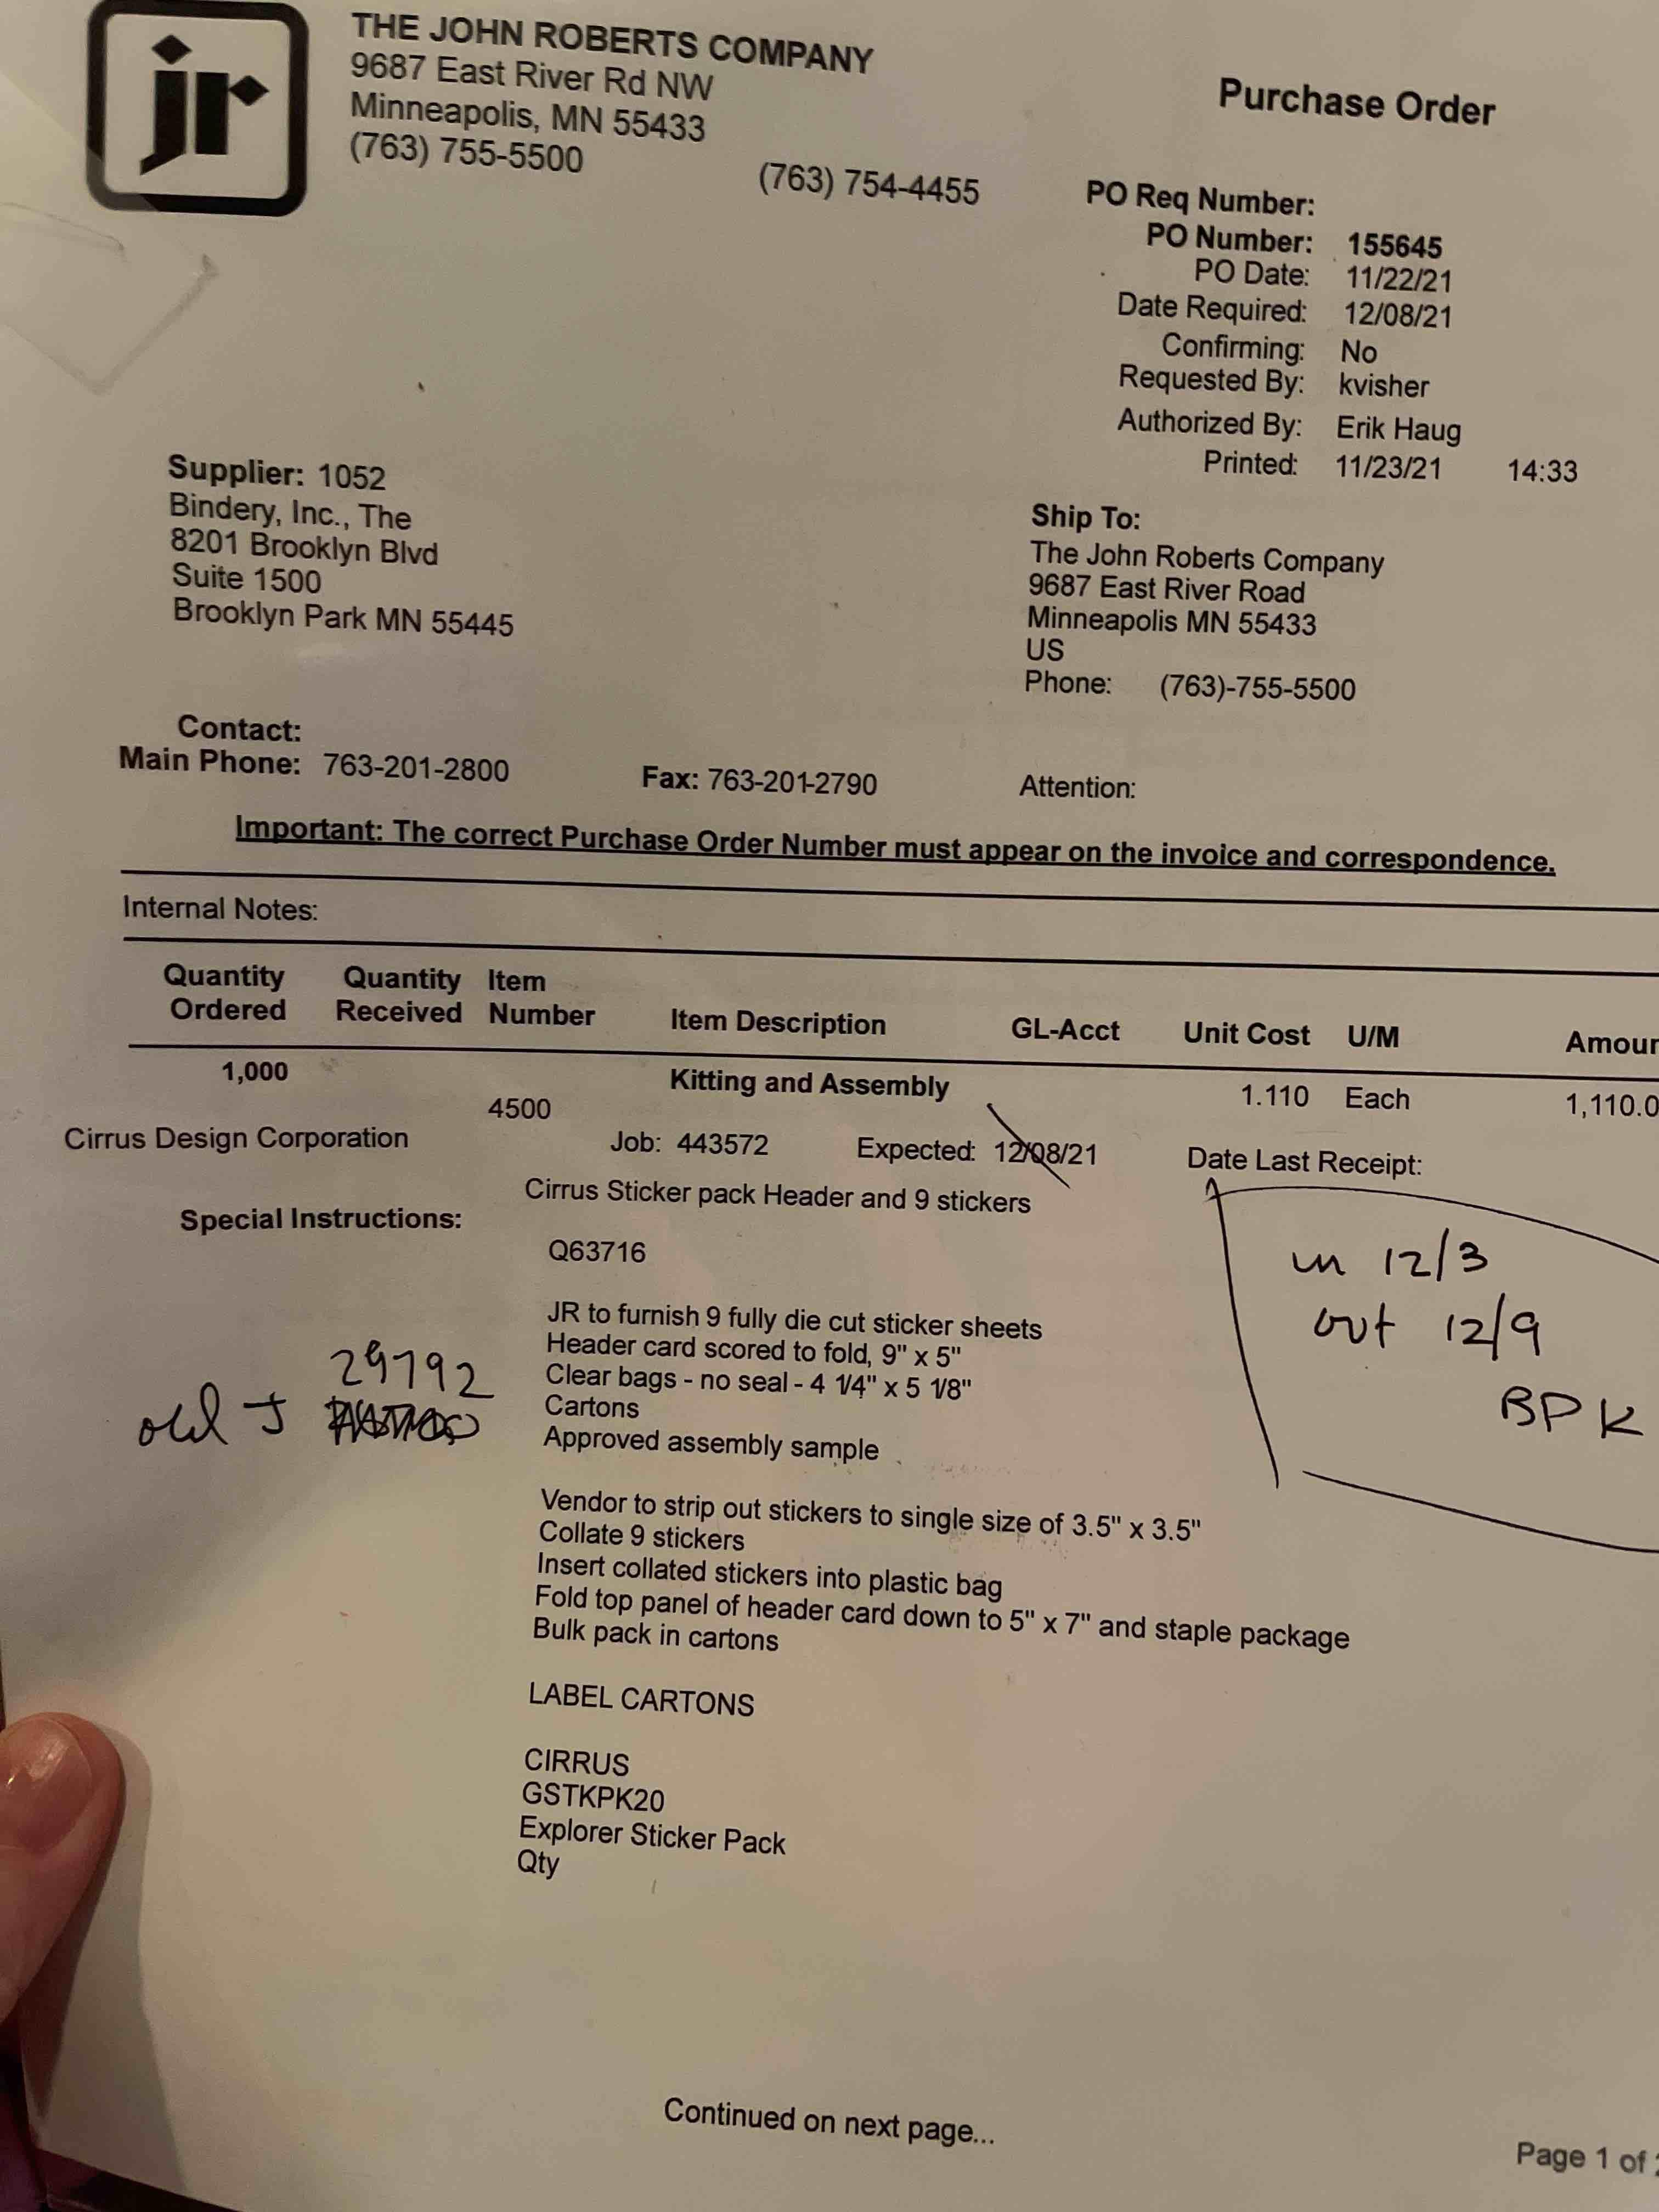 jr
THE JOHN ROBERTS COMPANY
9687 East River Rd NW
Minneapolis, MN 55433
(763) 755-5500
(763) 754-4455
Purchase Order
PO Req Number:
PO Number: 155645
PO Date: 11/22/21
Date Required: 12/08/21
Confirming: No
Requested By: kvisher
Authorized By: Erik Haug
Printed: 11/23/21 14:33
Supplier: 1052
Bindery, Inc., The
8201 Brooklyn Blvd
Suite 1500
Brooklyn Park MN 55445
Ship To:
The John Roberts Company
9687 East River Road
Minneapolis MN 55433
US
Phone: (763)-755-5500
Contact:
Main Phone: 763-201-2800 Fax: 763-201-2790 Attention:
Important: The correct Purchase Order Number must appear on the invoice and correspondence.
Internal Notes:
Quantity Ordered Quantity Received Item Number Item Description GL-Acct Unit Cost U/M Amour
1,000 Kitting and Assembly 1.110 Each 1,110.0
4500
Cirrus Design Corporation Job: 443572 Expected: 12/08/21 Date Last Receipt:
Cirrus Sticker pack Header and 9 stickers
Special Instructions:
Q63716
in 12/3
out 12/9
BPK
JR to furnish 9 fully die cut sticker sheets
Header card scored to fold, 9" x 5"
Clear bags - no seal - 4 1/4" x 5 1/8"
Cartons
Approved assembly sample
29792
old J
Vendor to strip out stickers to single size of 3.5" x 3.5"
Collate 9 stickers
Insert collated stickers into plastic bag
Fold top panel of header card down to 5" x 7" and staple package
Bulk pack in cartons
LABEL CARTONS
CIRRUS
GSTKPK20
Explorer Sticker Pack
Qty
Continued on next page...
Page 1 of